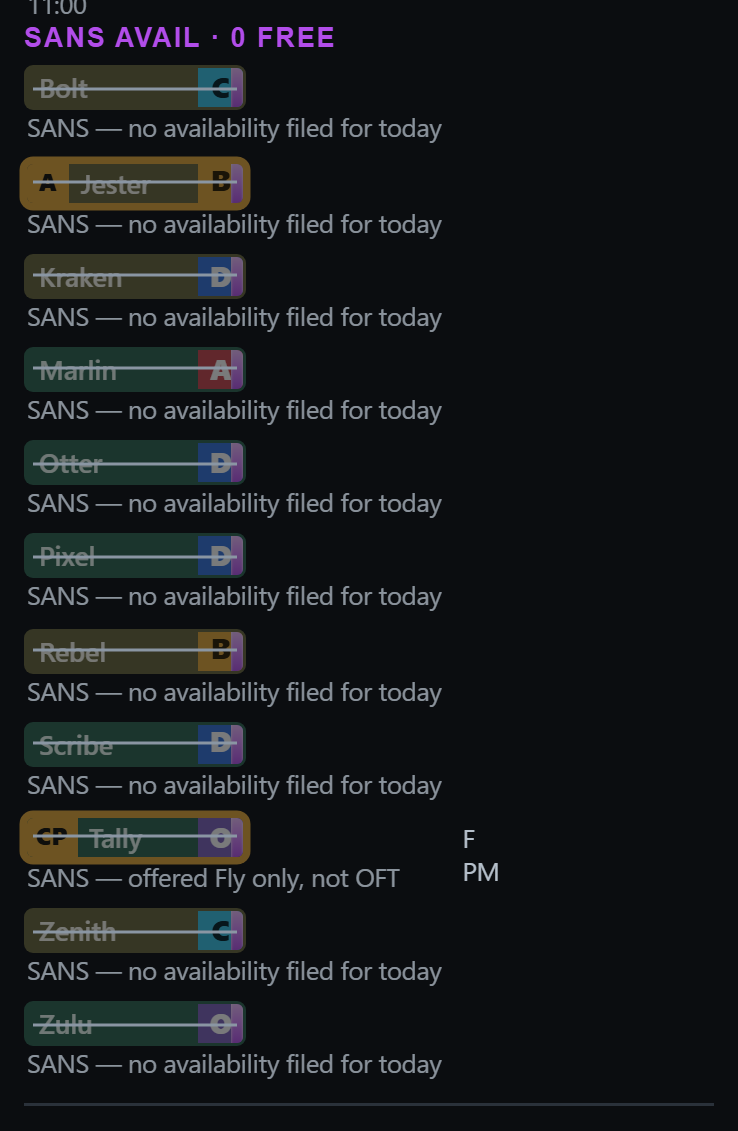 11:00
SANS AVAIL · 0 FREE
Bolt C
SANS — no availability filed for today
A Jester B
SANS — no availability filed for today
Kraken D
SANS — no availability filed for today
Marlin A
SANS — no availability filed for today
Otter D
SANS — no availability filed for today
Pixel D
SANS — no availability filed for today
Rebel B
SANS — no availability filed for today
Scribe D
SANS — no availability filed for today
CP Tally O F
SANS — offered Fly only, not OFT PM
Zenith C
SANS — no availability filed for today
Zulu O
SANS — no availability filed for today